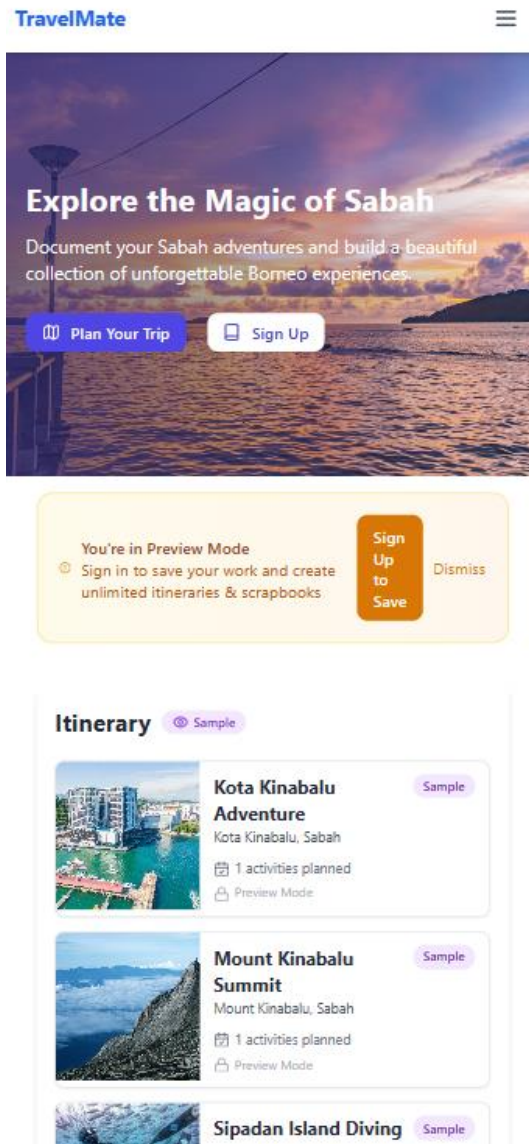 TravelMate
Explore the Magic of Sabah
Document your Sabah adventures and build a beautiful
collection of unforgettable Borneo experiences.
Plan Your Trip
Sign Up
You're in Preview Mode
Sign in to save your work and create
unlimited itineraries & scrapbooks
Sign
Up
to
Save
Dismiss
Itinerary
Sample
Kota Kinabalu
Adventure
Sample
Kota Kinabalu, Sabah
1 activities planned
Preview Mode
Mount Kinabalu
Summit
Sample
Mount Kinabalu, Sabah
1 activities planned
Preview Mode
Sipadan Island Diving
Sample